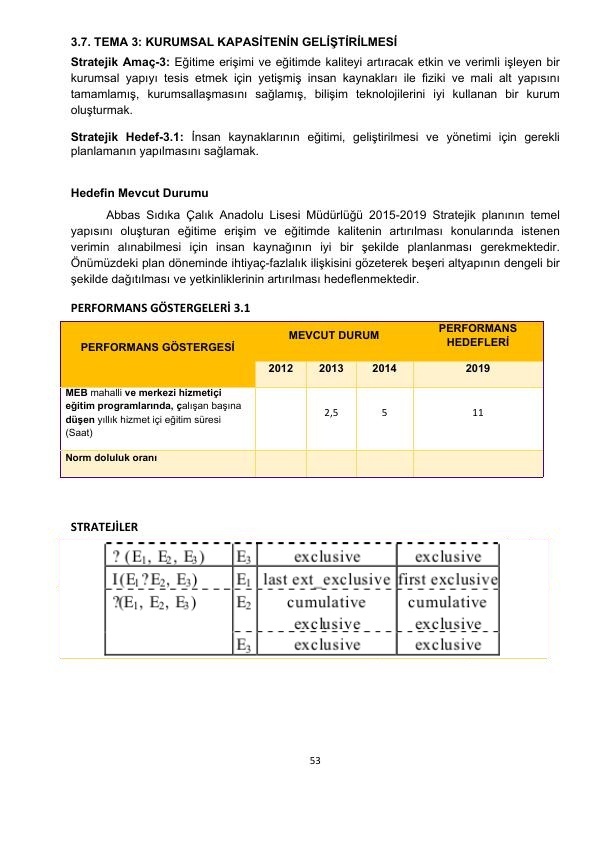 3.7. TEMA 3: KURUMSAL KAPASİTENİN GELİŞTİRİLMESİ
Stratejik Amaç-3: Eğitime erişimi ve eğitimde kaliteyi artıracak etkin ve verimli işleyen bir
kurumsal yapıyı tesis etmek için yetişmiş insan kaynakları ile fiziki ve mali alt yapısını
tamamlamış, kurumsallaşmasını sağlamış, bilişim teknolojilerini iyi kullanan bir kurum
oluşturmak.
Stratejik Hedef-3.1: İnsan kaynaklarının eğitimi, geliştirilmesi ve yönetimi için gerekli
planlamanın yapılmasını sağlamak.
Hedefin Mevcut Durumu
Abbas Sıdıka Çalık Anadolu Lisesi Müdürlüğü 2015-2019 Stratejik planının temel
yapısını oluşturan eğitime erişim ve eğitimde kalitenin artırılması konularında istenen
verimin alınabilmesi için insan kaynağının iyi bir şekilde planlanması gerekmektedir.
Önümüzdeki plan döneminde ihtiyaç-fazlalık ilişkisini gözeterek beşeri altyapının dengeli bir
şekilde dağıtılması ve yetkinliklerinin artırılması hedeflenmektedir.
PERFORMANS GÖSTERGELERİ 3.1
PERFORMANS GÖSTERGESİ MEVCUT DURUM PERFORMANS
HEDEFLERİ
2012 2013 2014 2019
MEB mahalli ve merkezi hizmetiçi
eğitim programlarında, çalışan başına
düşen yıllık hizmet içi eğitim süresi
(Saat)
2,5 5 11
Norm doluluk oranı
STRATEJİLER
? (E1, E2, E3) E3 exclusive exclusive
I(E1?E2, E3) E1 last ext_exclusive first exclusive
?(E1, E2, E3) E2 cumulative cumulative
exclusive exclusive
E3 exclusive exclusive
53